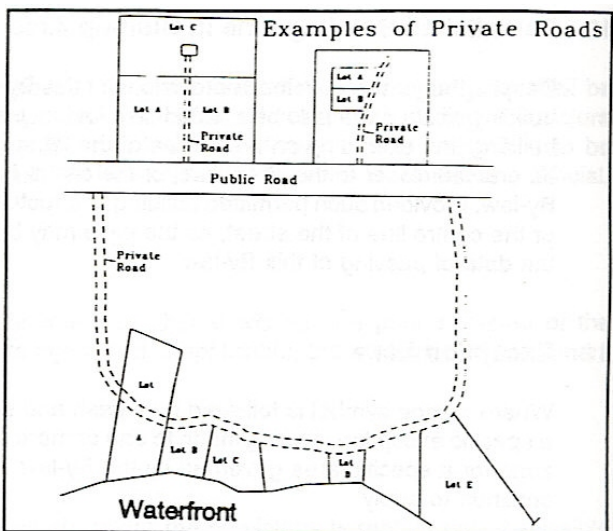 Examples of Private Roads
Lot C
Lot A
Lot B
Private
Road
Lot A
Lot B
Private
Road
Public Road
Private
Road
Lot
A
Lot B
Lot C
Lot
D
Lot E
Waterfront